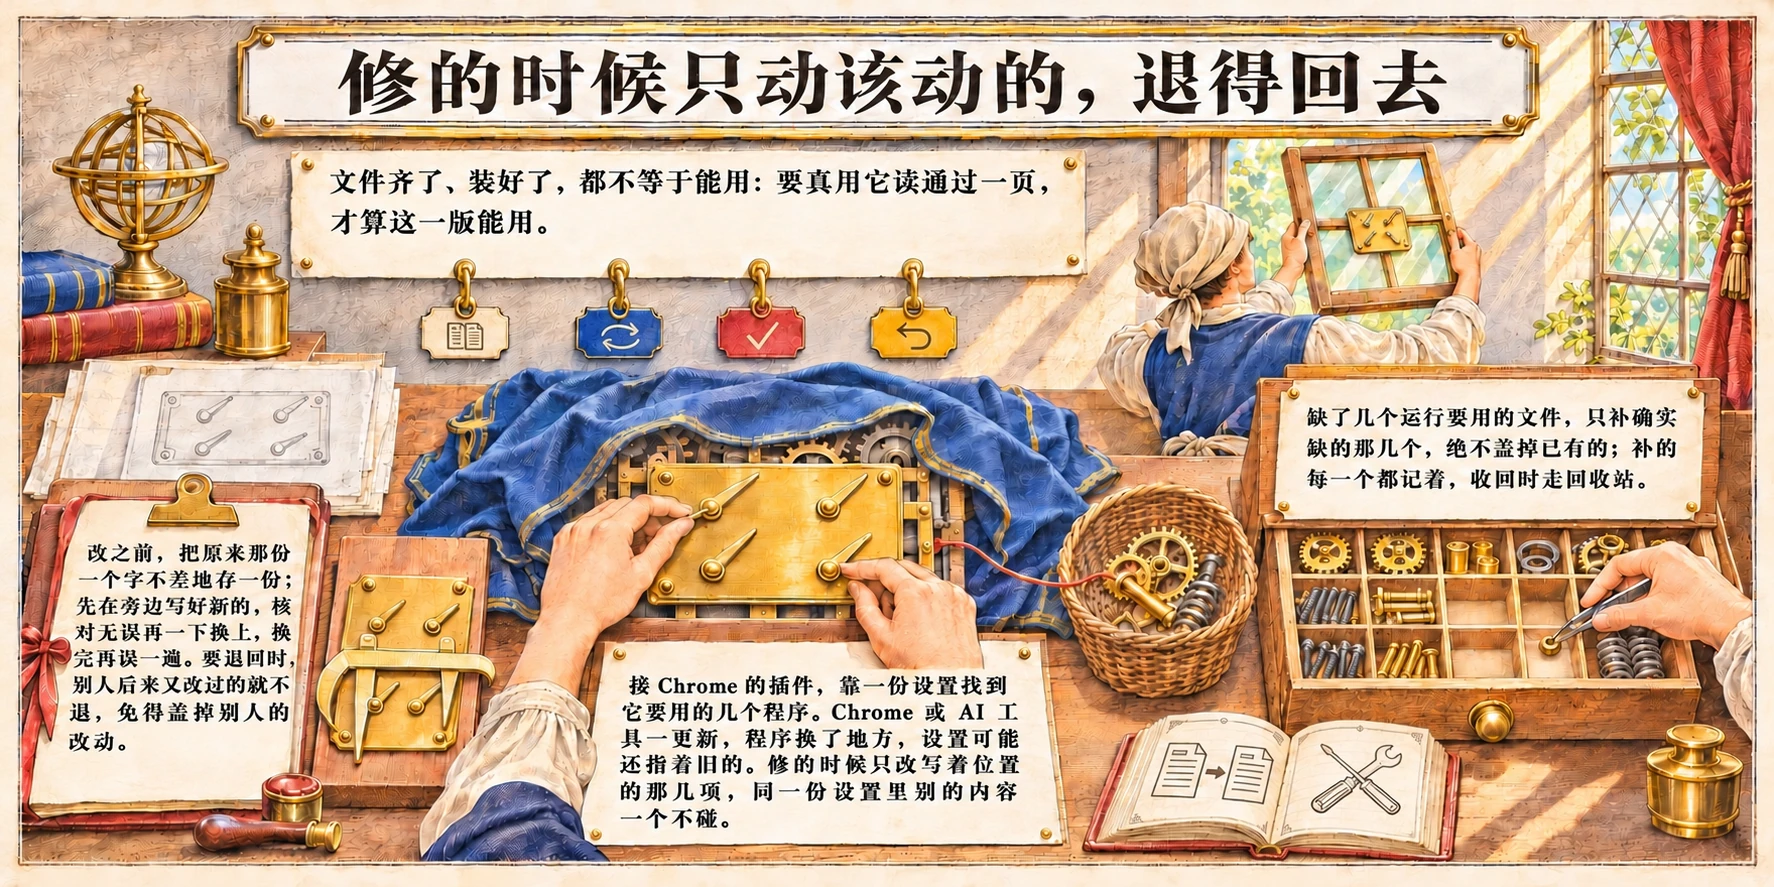 修的时候只动该动的，退得回去
文件齐了、装好了，都不等于能用：要真用它读通过一页，
才算这一版能用。
缺了几个运行要用的文件，只补确实
缺的那几个，绝不盖掉已有的；补的
每一个都记着，收回时走回收站。
改之前，把原来那份
一个字不差地存一份；
先在旁边写好新的，核
对无误再一下换上，换
完再误一遍。要退回时，
别人后来又改过的就不
退，免得盖掉别人的
改动。
接 Chrome 的插件，靠一份设置找到
它要用的几个程序。Chrome 或 AI 工
具一更新，程序换了地方，设置可能
还指着旧的。修的时候只改写着位置
的那几项，同一份设置里别的内容
一个不碰。